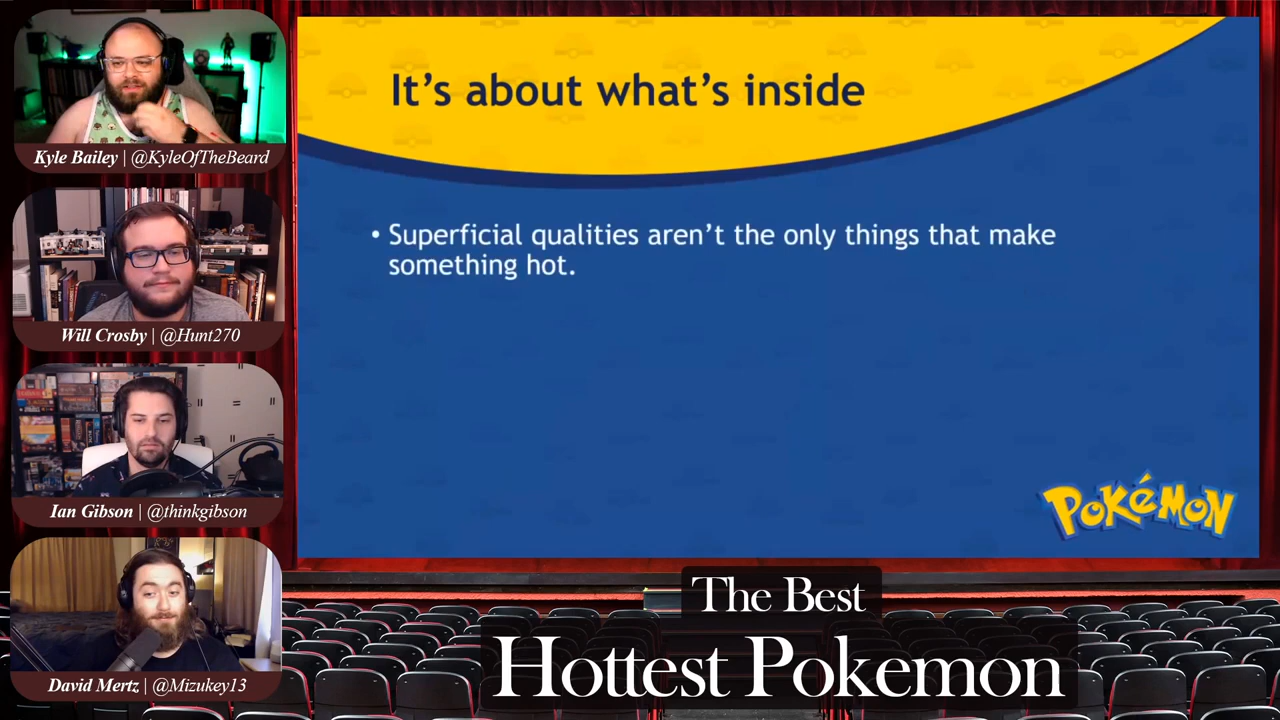 Kyle Bailey | @KyleOfTheBeard
Will Crosby | @Hunt270
Ian Gibson | @thinkgibson
David Mertz | @Mizukey13
It’s about what’s inside
• Superficial qualities aren’t the only things that make
something hot.
POKéMON
The Best
Hottest Pokemon